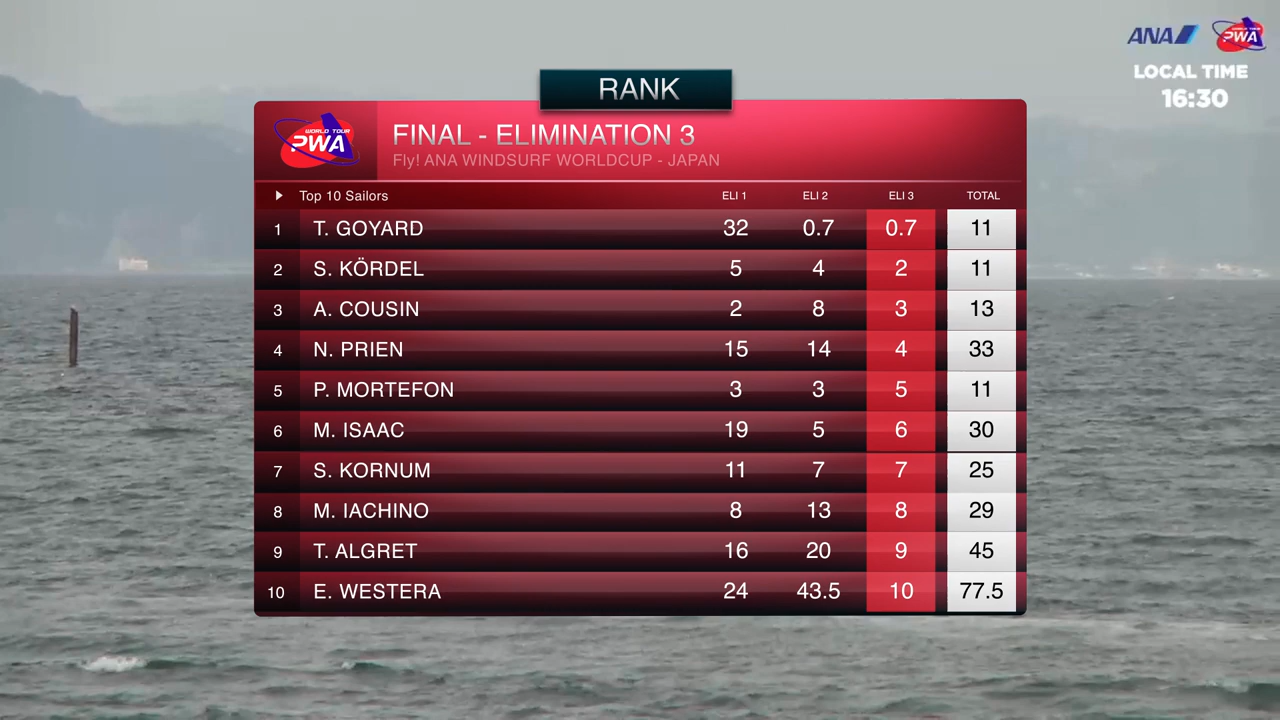 ANA
WORLD TOUR
PWA
LOCAL TIME
16:30
RANK
WORLD TOUR
PWA
FINAL - ELIMINATION 3
Fly! ANA WINDSURF WORLDCUP - JAPAN
Top 10 Sailors ELI 1 ELI 2 ELI 3 TOTAL
1 T. GOYARD 32 0.7 0.7 11
2 S. KÖRDEL 5 4 2 11
3 A. COUSIN 2 8 3 13
4 N. PRIEN 15 14 4 33
5 P. MORTEFON 3 3 5 11
6 M. ISAAC 19 5 6 30
7 S. KORNUM 11 7 7 25
8 M. IACHINO 8 13 8 29
9 T. ALGRET 16 20 9 45
10 E. WESTERA 24 43.5 10 77.5